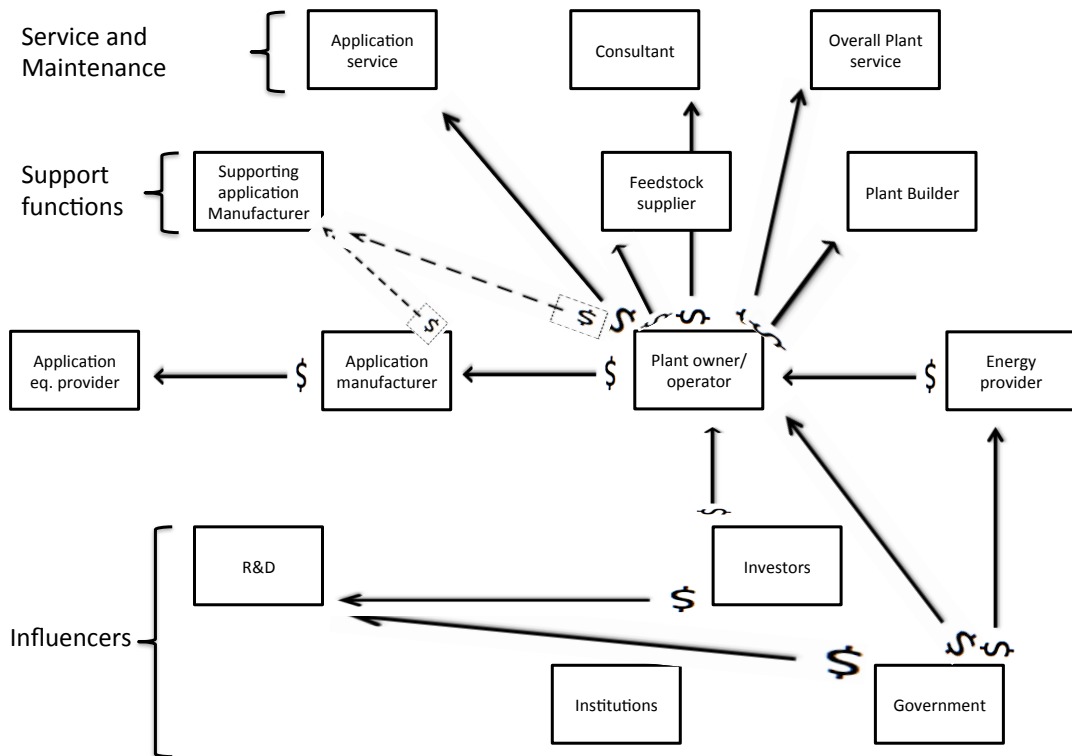 Service and
Maintenance
Application
service
Consultant
Overall Plant
service
Support
functions
Supporting
application
Manufacturer
Feedstock
supplier
Plant Builder
$
$
$
$
$
$
$
Application
eq. provider
$
Application
manufacturer
$
Plant owner/
operator
$
Energy
provider
$
R&D
Investors
$
Influencers
$
$
$
Institutions
Government